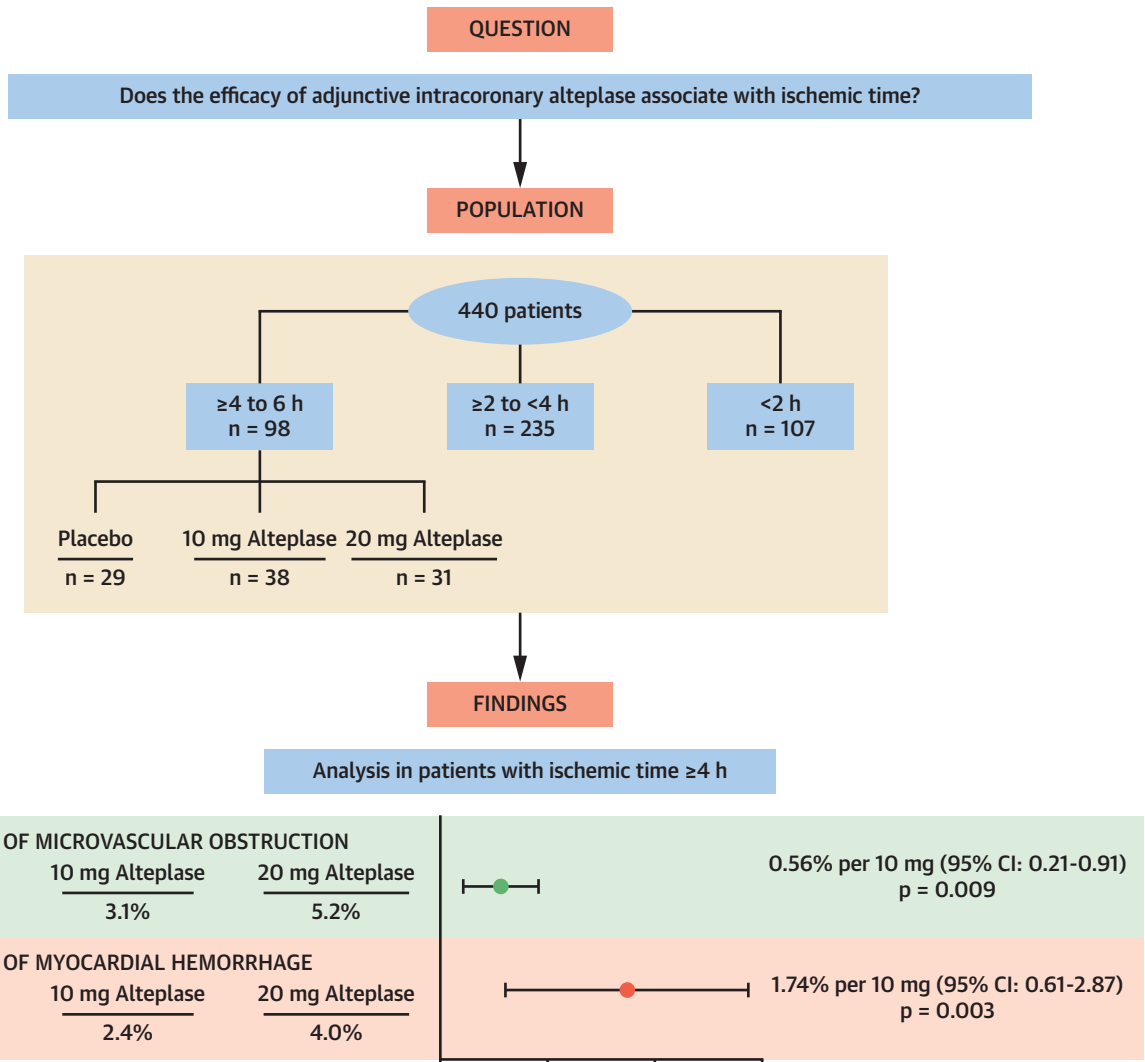 QUESTION
Does the efficacy of adjunctive intracoronary alteplase associate with ischemic time?
POPULATION
440 patients
≥4 to 6 h
n = 98
≥2 to <4 h
n = 235
<2 h
n = 107
Placebo
n = 29
10 mg Alteplase
n = 38
20 mg Alteplase
n = 31
FINDINGS
Analysis in patients with ischemic time ≥4 h
OF MICROVASCULAR OBSTRUCTION
10 mg Alteplase
3.1%
20 mg Alteplase
5.2%
0.56% per 10 mg (95% CI: 0.21-0.91)
p = 0.009
OF MYOCARDIAL HEMORRHAGE
10 mg Alteplase
2.4%
20 mg Alteplase
4.0%
1.74% per 10 mg (95% CI: 0.61-2.87)
p = 0.003